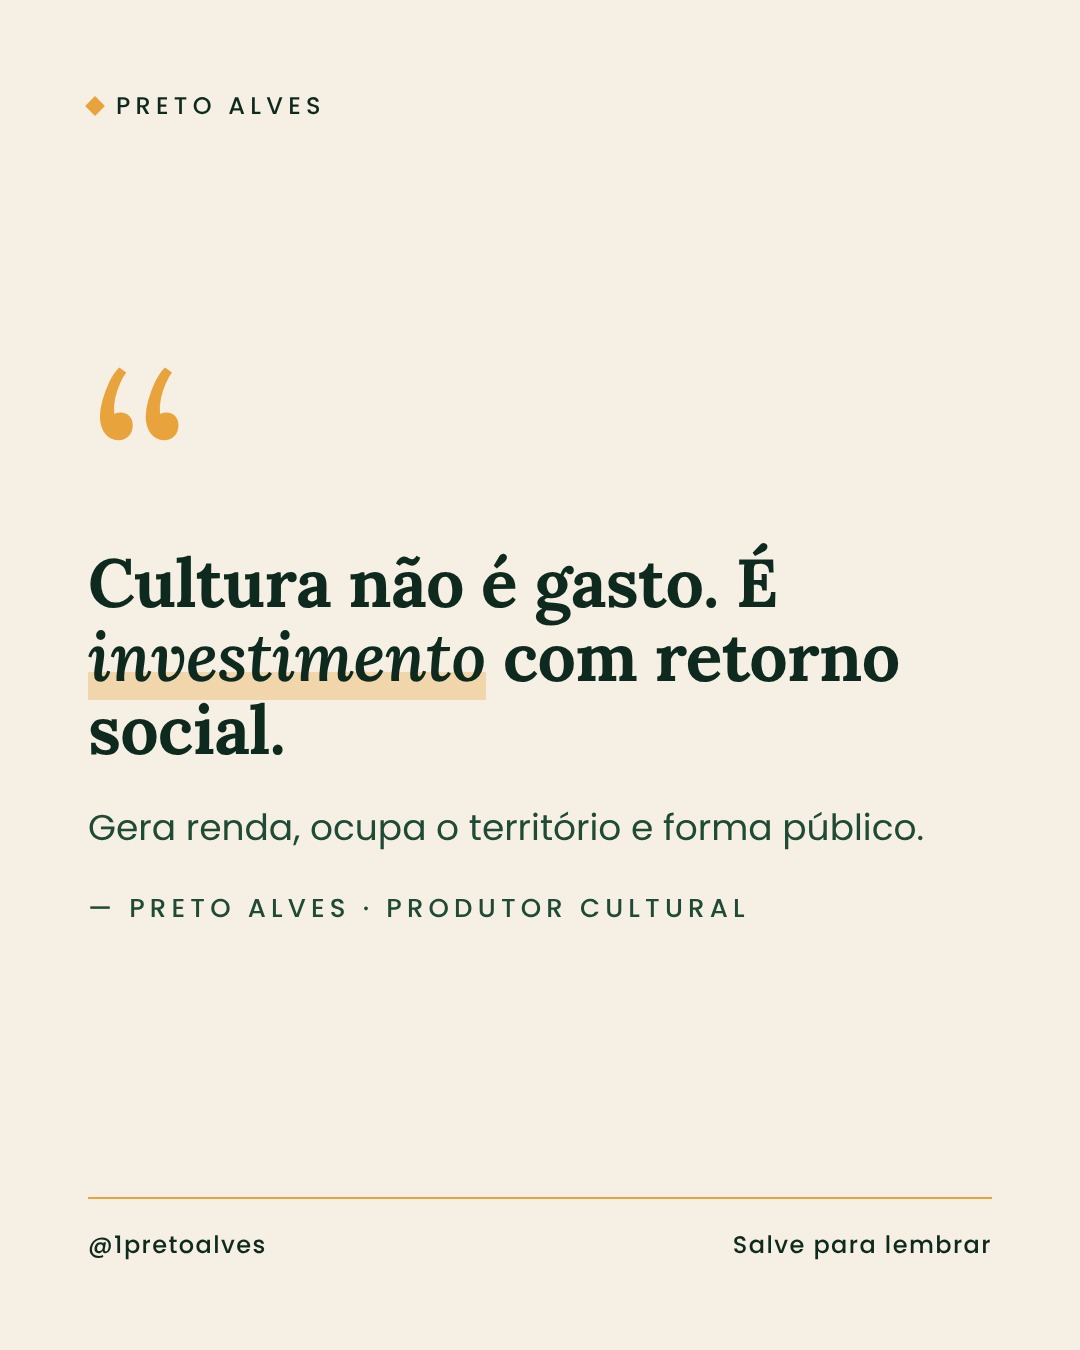 PRETO ALVES
“
Cultura não é gasto. É
investimento com retorno
social.
Gera renda, ocupa o território e forma público.
— PRETO ALVES · PRODUTOR CULTURAL
@1pretoalves
Salve para lembrar